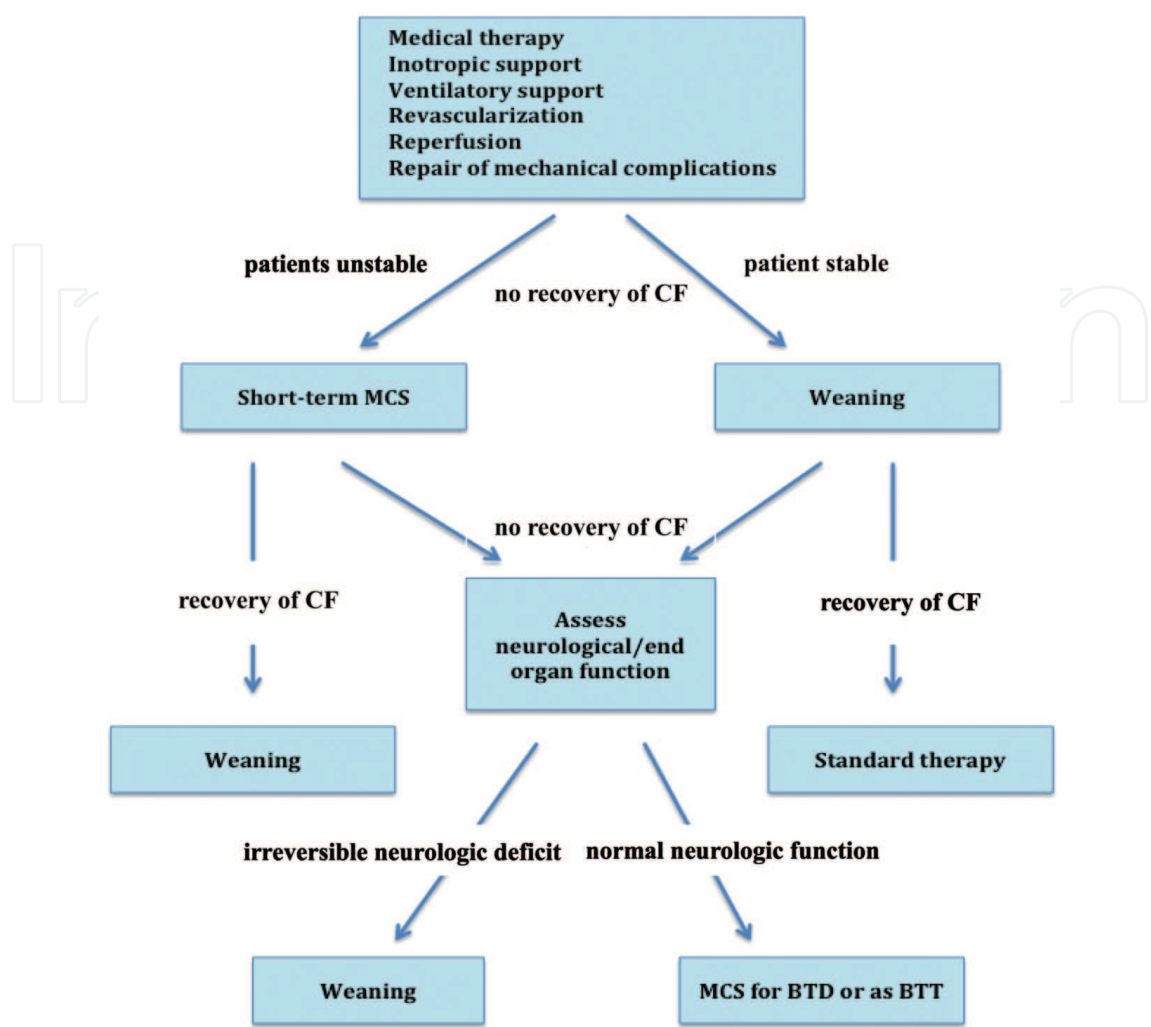 Medical therapy
Inotropic support
Ventilatory support
Revascularization
Reperfusion
Repair of mechanical complications
patients unstable
patient stable
no recovery of CF
Short-term MCS
Weaning
no recovery of CF
recovery of CF
recovery of CF
Assess
neurological/end
organ function
Weaning
Standard therapy
irreversible neurologic deficit
normal neurologic function
Weaning
MCS for BTD or as BTT